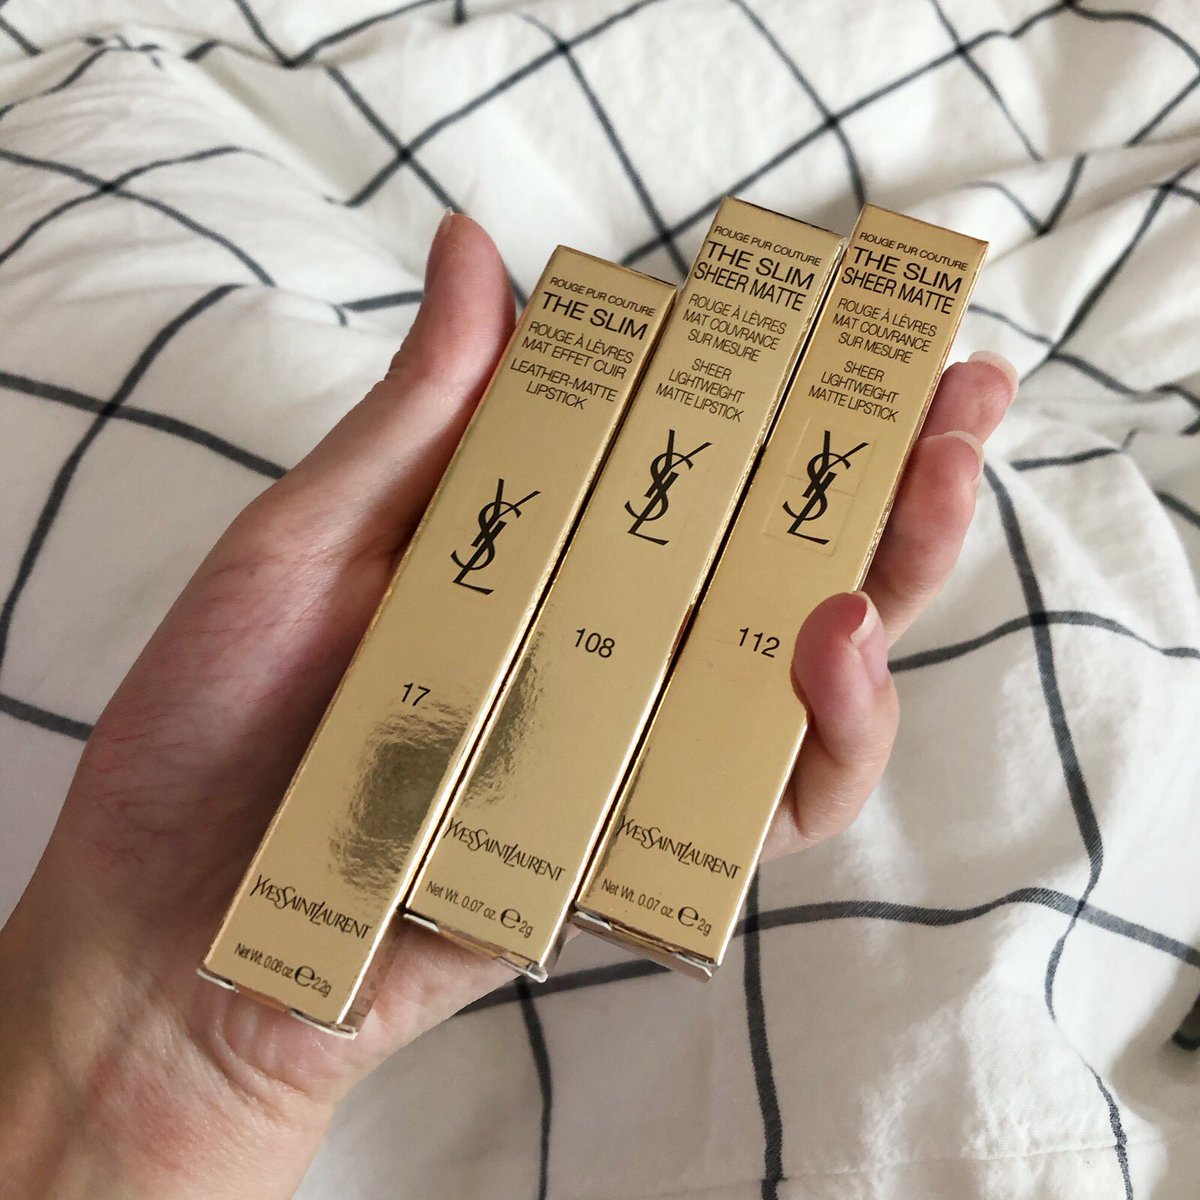 ROUGE PUR COUTURE
THE SLIM
ROUGE À LÈVRES
MAT EFFET CUIR
LEATHER-MATTE
LIPSTICK
YSL
17
YVESSAINTLAURENT
Net Wt. 0.08 oz. ℮ 2.2g
ROUGE PUR COUTURE
THE SLIM
SHEER MATTE
ROUGE À LÈVRES
MAT COUVRANCE
SUR MESURE
SHEER
LIGHTWEIGHT
MATTE LIPSTICK
YSL
108
YVESSAINTLAURENT
Net Wt. 0.07 oz. ℮ 2g
ROUGE PUR COUTURE
THE SLIM
SHEER MATTE
ROUGE À LÈVRES
MAT COUVRANCE
SUR MESURE
SHEER
LIGHTWEIGHT
MATTE LIPSTICK
YSL
112
YVESSAINTLAURENT
Net Wt. 0.07 oz. ℮ 2g